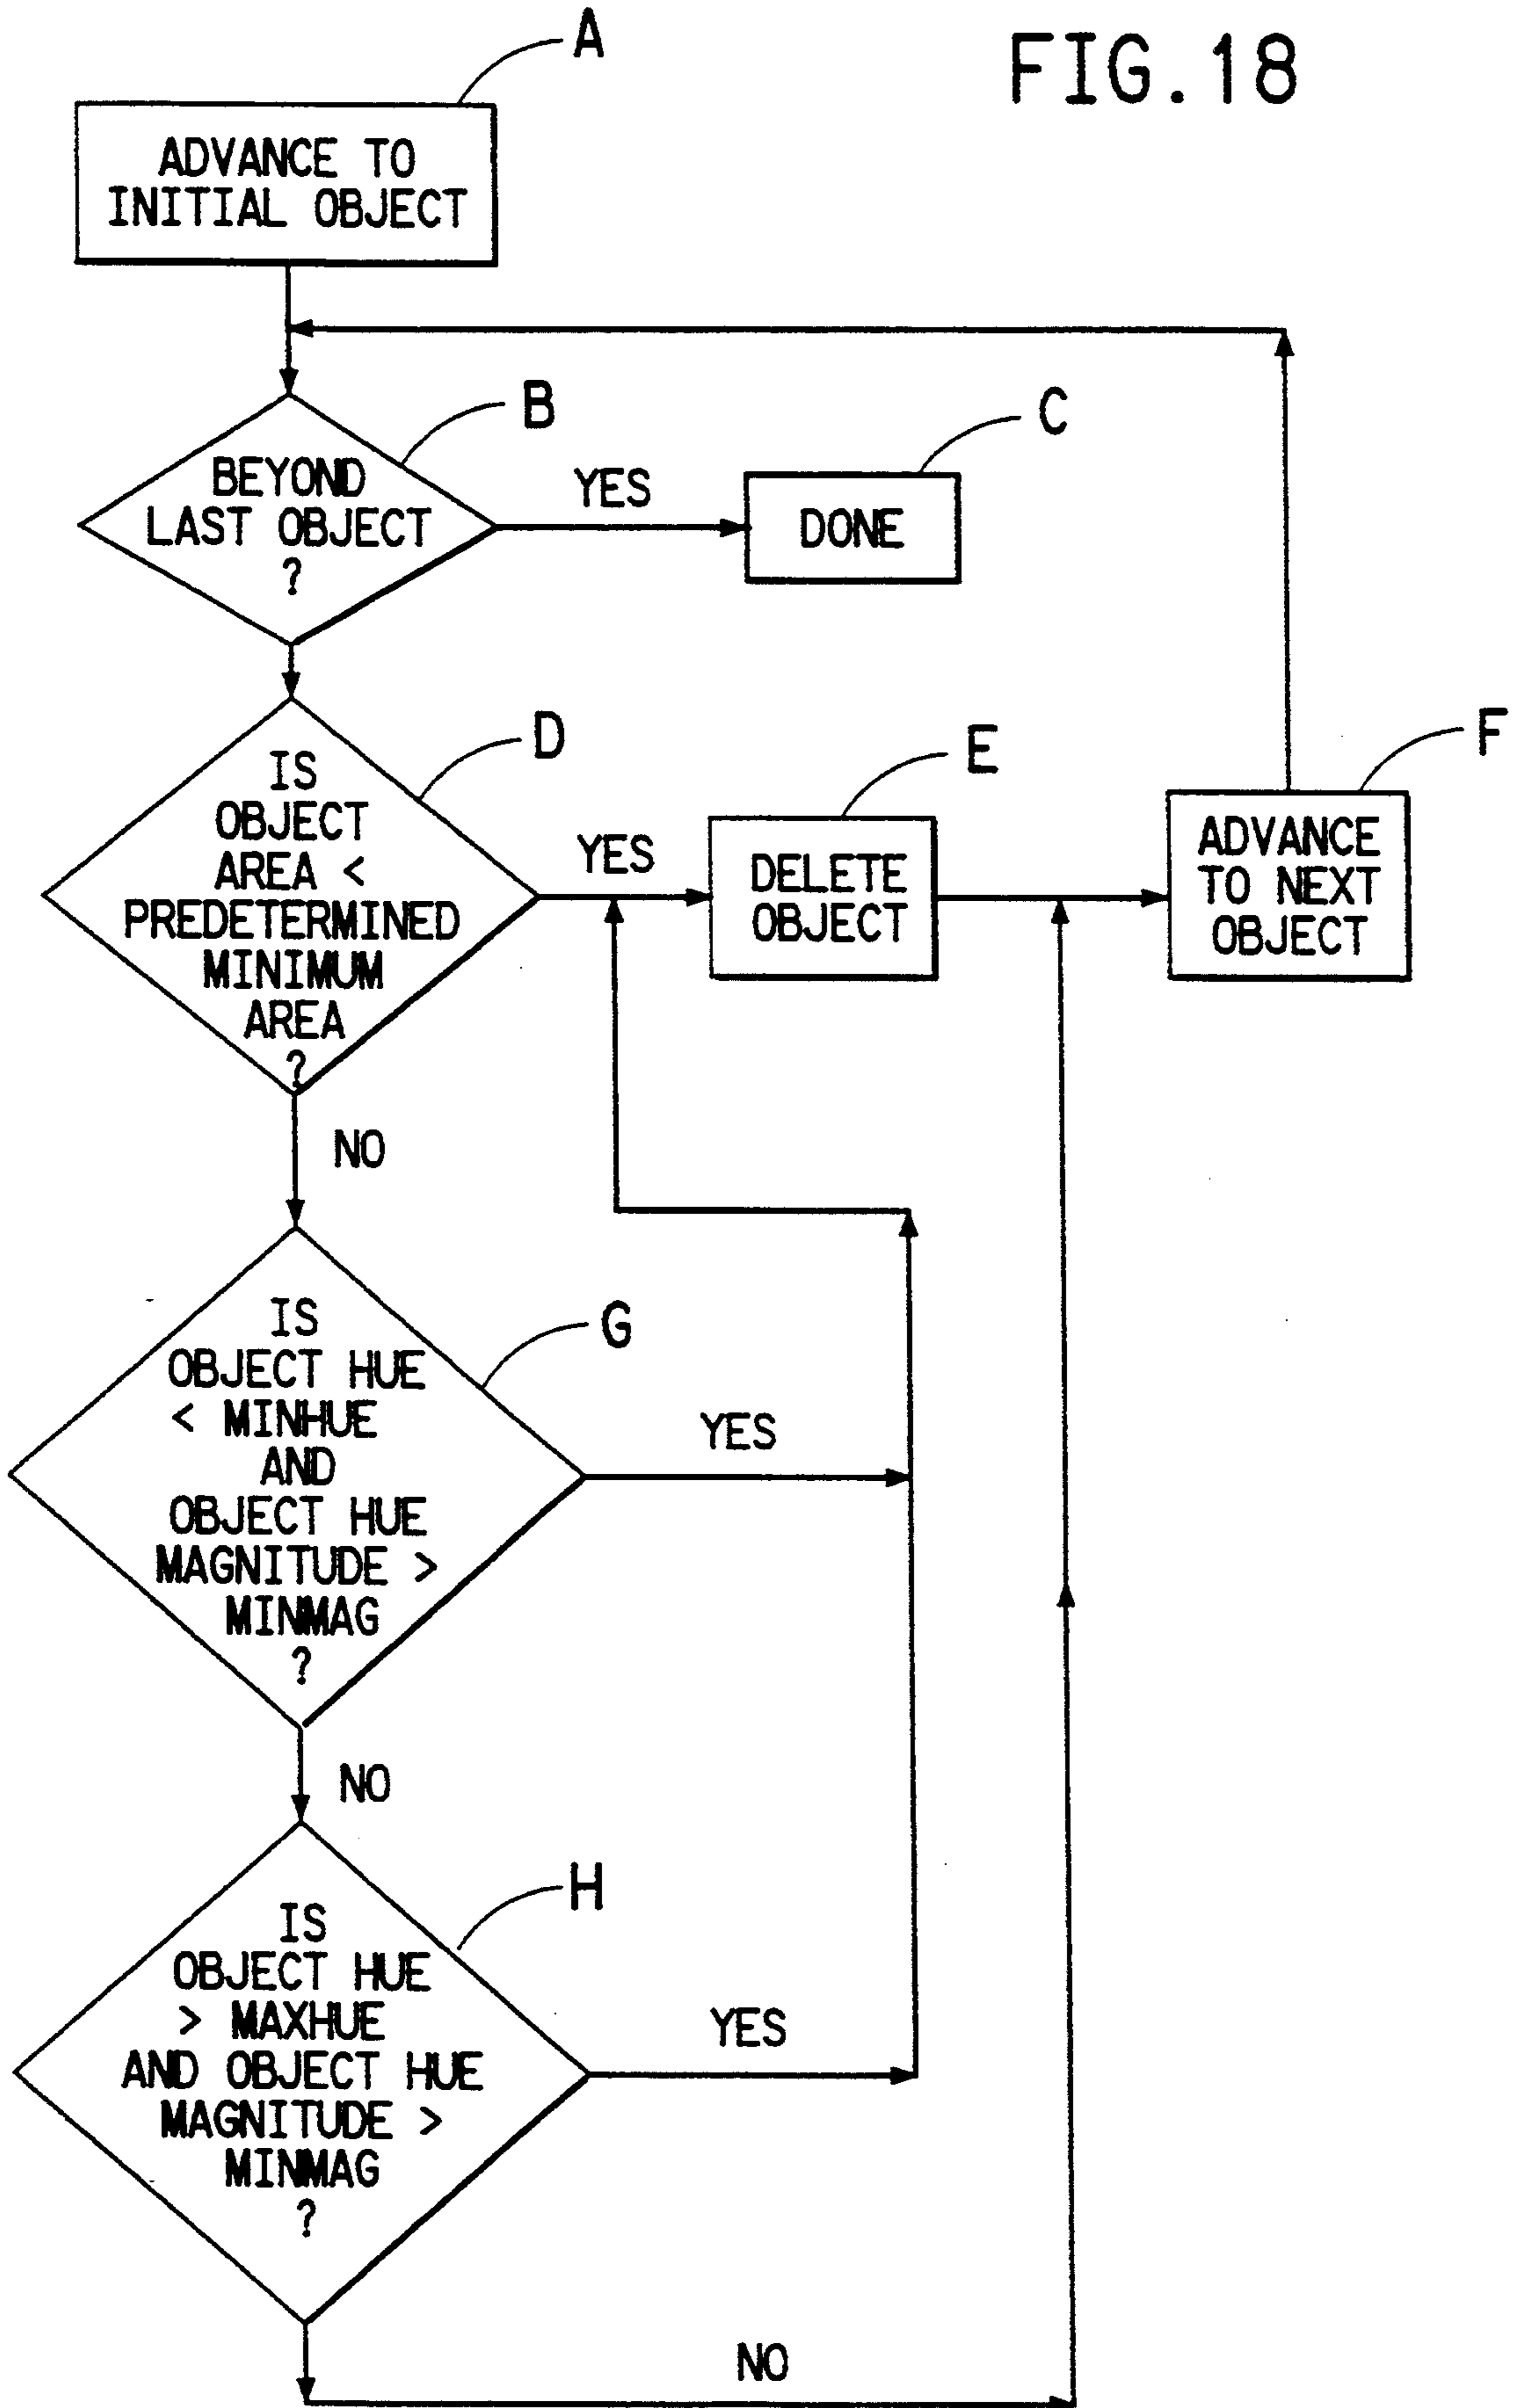 FIG.18
A
ADVANCE TO
INITIAL OBJECT
B
BEYOND
LAST OBJECT
?
YES
C
DONE
D
IS
OBJECT
AREA <
PREDETERMINED
MINIMUM
AREA
?
YES
E
DELETE
OBJECT
F
ADVANCE
TO NEXT
OBJECT
NO
G
IS
OBJECT HUE
< MINHUE
AND
OBJECT HUE
MAGNITUDE >
MINMAG
?
YES
NO
H
IS
OBJECT HUE
> MAXHUE
AND OBJECT HUE
MAGNITUDE >
MINMAG
?
YES
NO